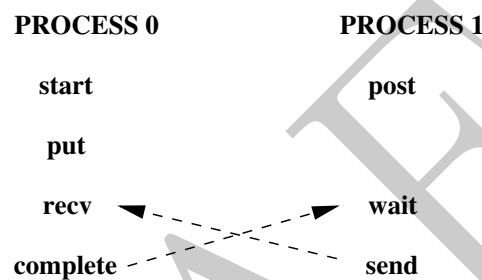 PROCESS 0 PROCESS 1
start post
put
recv wait
complete send